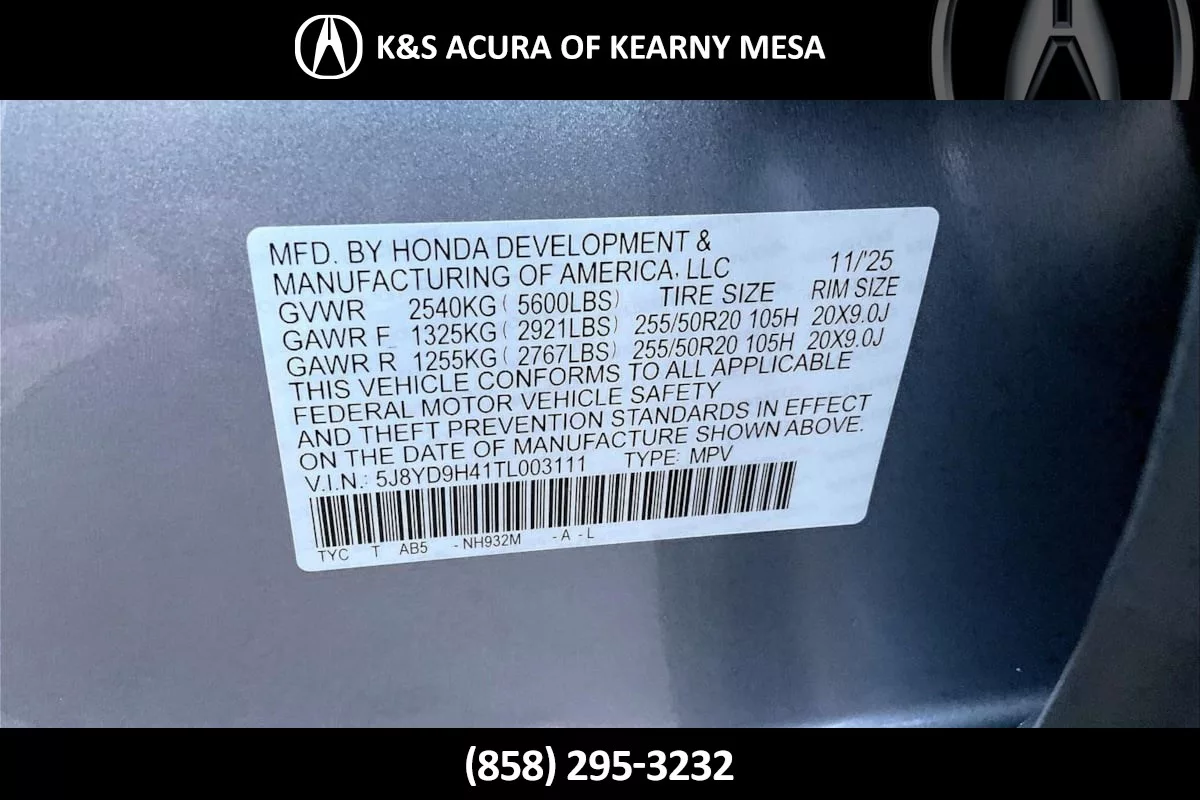 K&S ACURA OF KEARNY MESA
MFD. BY HONDA DEVELOPMENT &
MANUFACTURING OF AMERICA, LLC 11/'25
GVWR 2540KG ( 5600LBS) TIRE SIZE RIM SIZE
GAWR F 1325KG ( 2921LBS) 255/50R20 105H 20X9.0J
GAWR R 1255KG ( 2767LBS) 255/50R20 105H 20X9.0J
THIS VEHICLE CONFORMS TO ALL APPLICABLE
FEDERAL MOTOR VEHICLE SAFETY
AND THEFT PREVENTION STANDARDS IN EFFECT
ON THE DATE OF MANUFACTURE SHOWN ABOVE.
V.I.N.: 5J8YD9H41TL003111 TYPE: MPV
TYC T AB5 -NH932M -A -L
(858) 295-3232